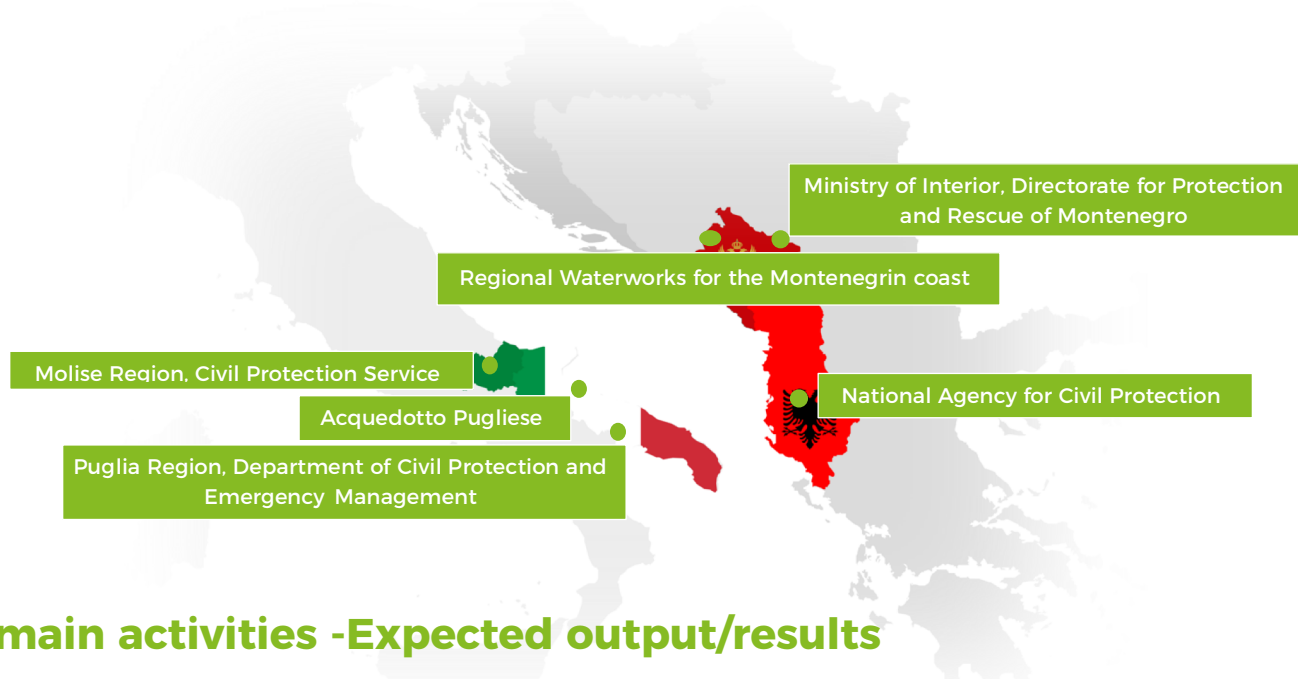 Ministry of Interior, Directorate for Protection
and Rescue of Montenegro
Regional Waterworks for the Montenegrin coast
Molise Region, Civil Protection Service
National Agency for Civil Protection
Acquedotto Pugliese
Puglia Region, Department of Civil Protection and
Emergency Management
main activities -Expected output/results